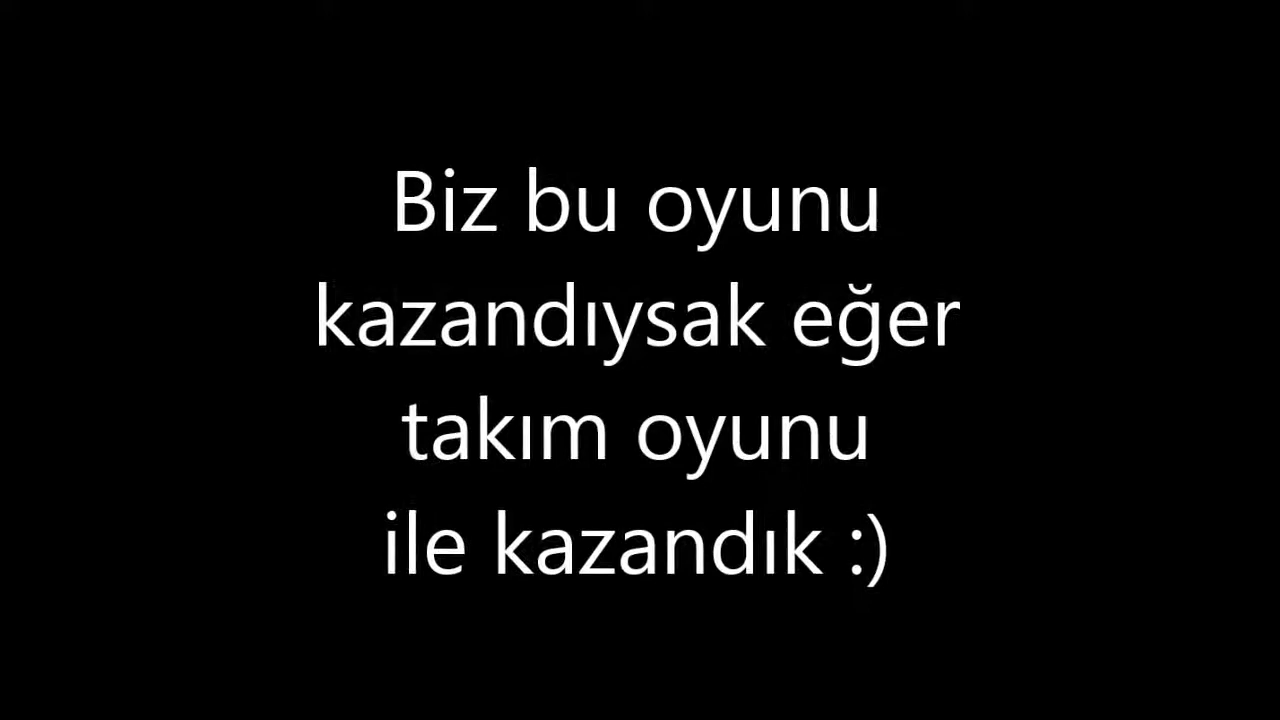 Biz bu oyunu
kazandıysak eğer
takım oyunu
ile kazandık :)